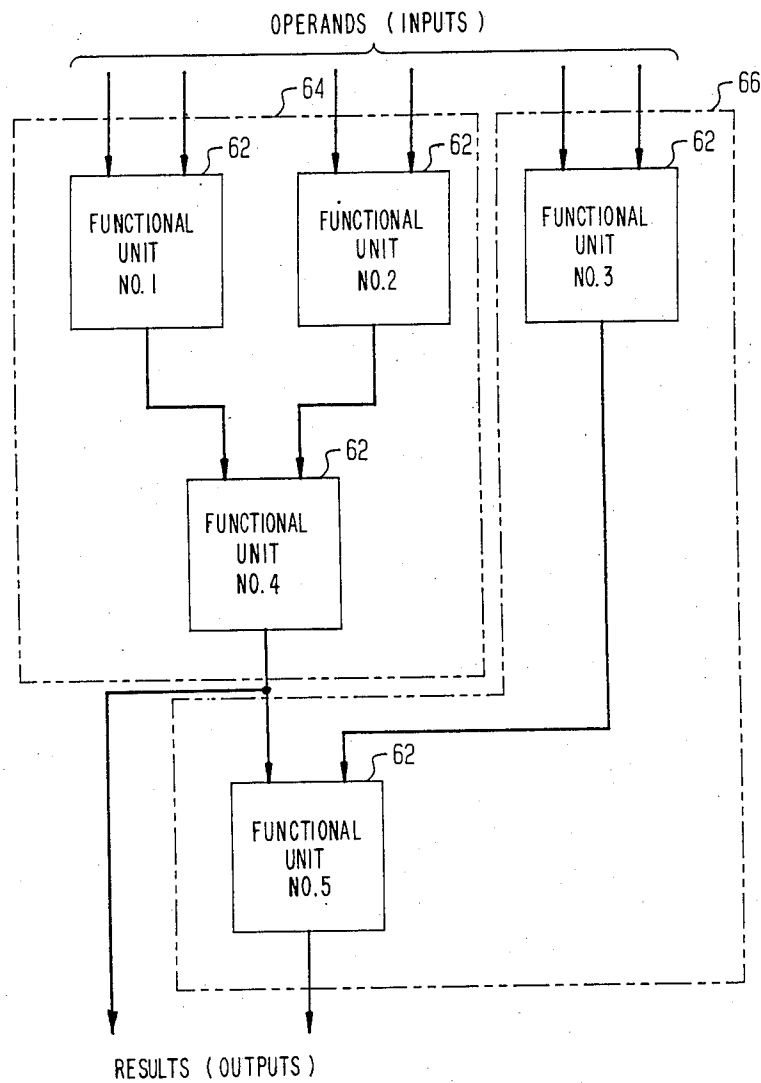 OPERANDS (INPUTS)
64
66
62
62
62
FUNCTIONAL
UNIT
NO. 1
FUNCTIONAL
UNIT
NO. 2
FUNCTIONAL
UNIT
NO. 3
62
FUNCTIONAL
UNIT
NO. 4
62
FUNCTIONAL
UNIT
NO. 5
RESULTS (OUTPUTS)